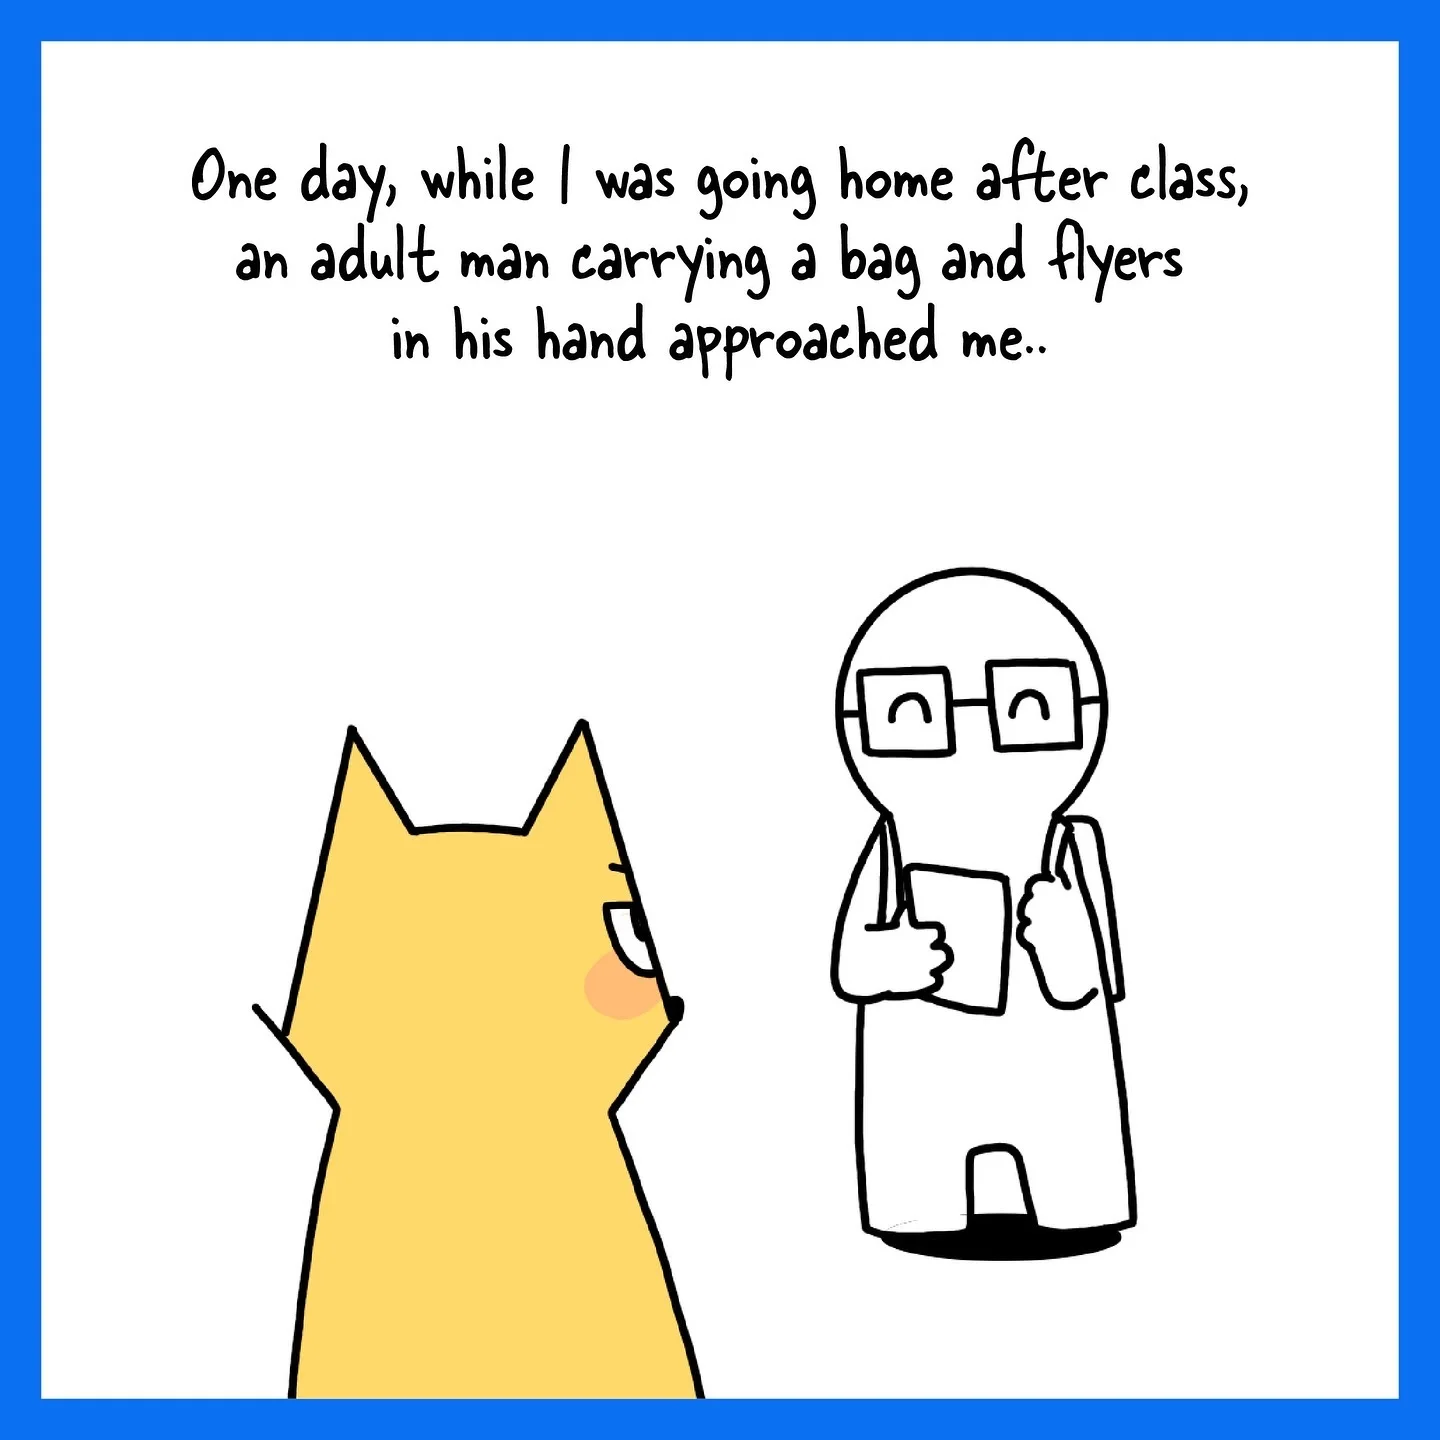 One day, while I was going home after class,
an adult man carrying a bag and flyers
in his hand approached me..